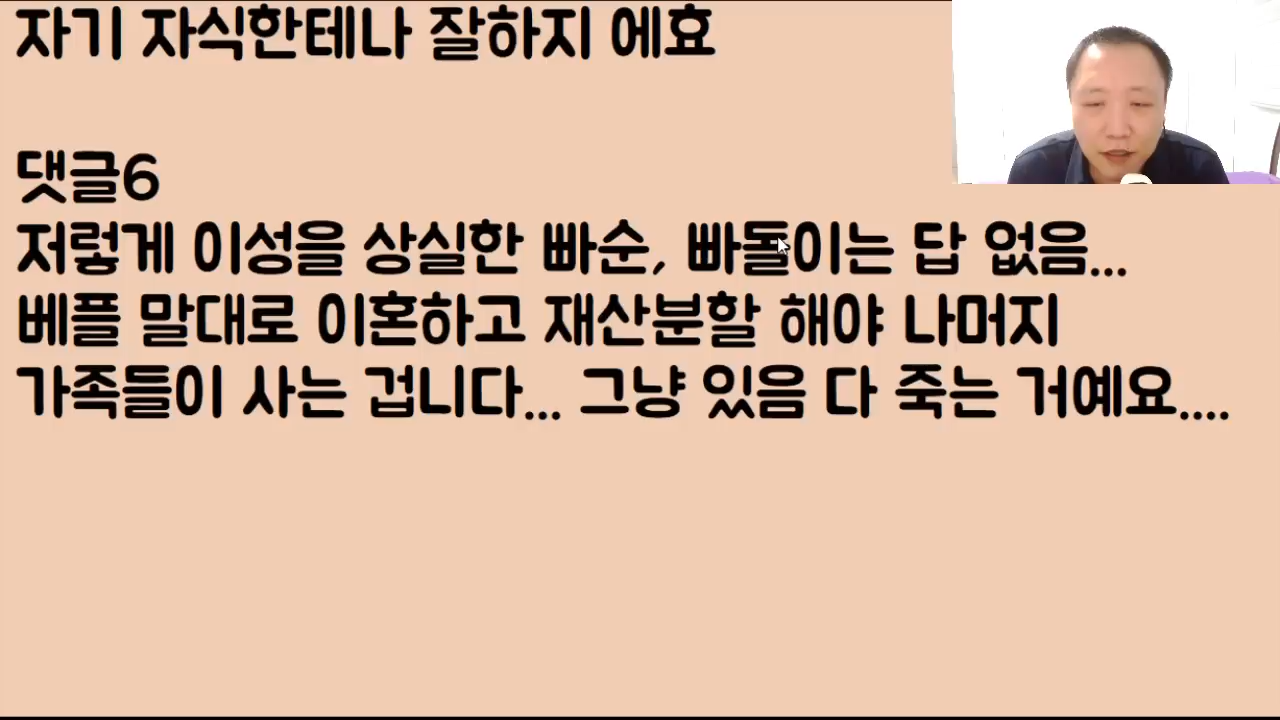 자기 자식한테나 잘하지 에효
댓글6
저렇게 이성을 상실한 빠순, 빠돌이는 답 없음...
베플 말대로 이혼하고 재산분할 해야 나머지
가족들이 사는 겁니다... 그냥 있음 다 죽는 거예요....